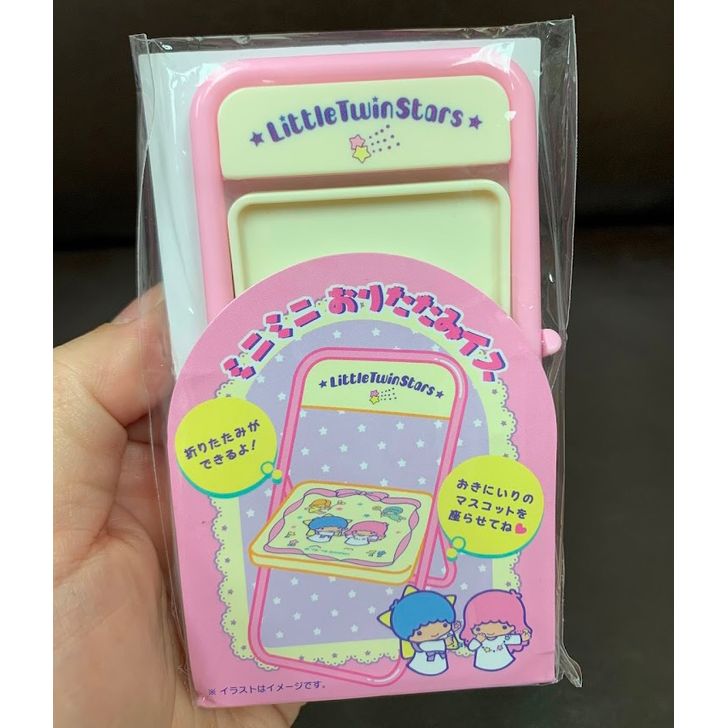 LittleTwinStars
ミニミニおりたたみイス
LittleTwinStars
折りたたみが
できるよ!
おきにいりの
マスコットを
座らせてね
※イラストはイメージです。